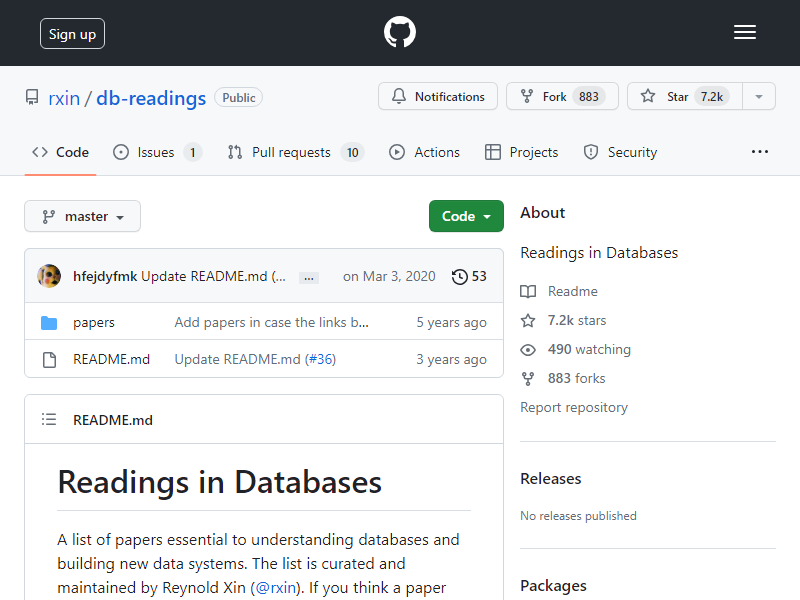 Sign up
rxin / db-readings Public
Notifications Fork 883 Star 7.2k
Code Issues 1 Pull requests 10 Actions Projects Security
master Code
hfejdyfmk Update README.md (... ... on Mar 3, 2020 53
papers Add papers in case the links b... 5 years ago
README.md Update README.md (#36) 3 years ago
README.md
Readings in Databases
A list of papers essential to understanding databases and
building new data systems. The list is curated and
maintained by Reynold Xin (@rxin). If you think a paper
About
Readings in Databases
Readme
7.2k stars
490 watching
883 forks
Report repository
Releases
No releases published
Packages